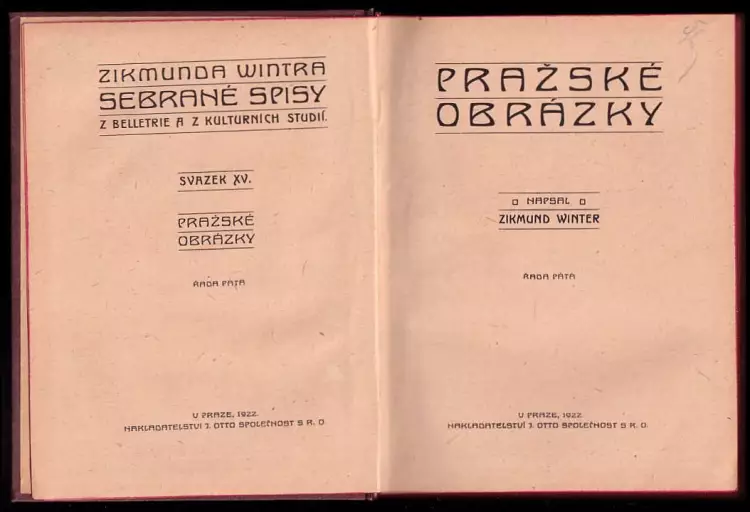 ZIKMUNDA WINTRA
SEBRANÉ SPISY
Z BELLETRIE A Z KULTURNÍCH STUDIÍ.
SVAZEK XV.
PRAŽSKÉ
OBRÁZKY
ŘADA PÁTÁ
V PRAZE, 1922
NAKLADATELSTVÍ J. OTTO SPOLEČNOST S R. O
PRAŽSKÉ
OBRÁZKY
NAPSAL
ZIKMUND WINTER
ŘADA PÁTÁ
V PRAZE, 1922
NAKLADATELSTVÍ J. OTTO SPOLEČNOST S R. O.